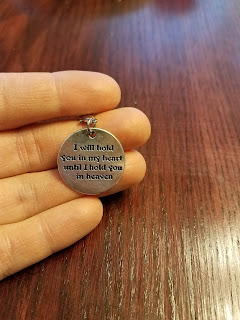 I will hold
you in my heart
until I hold you
in heaven